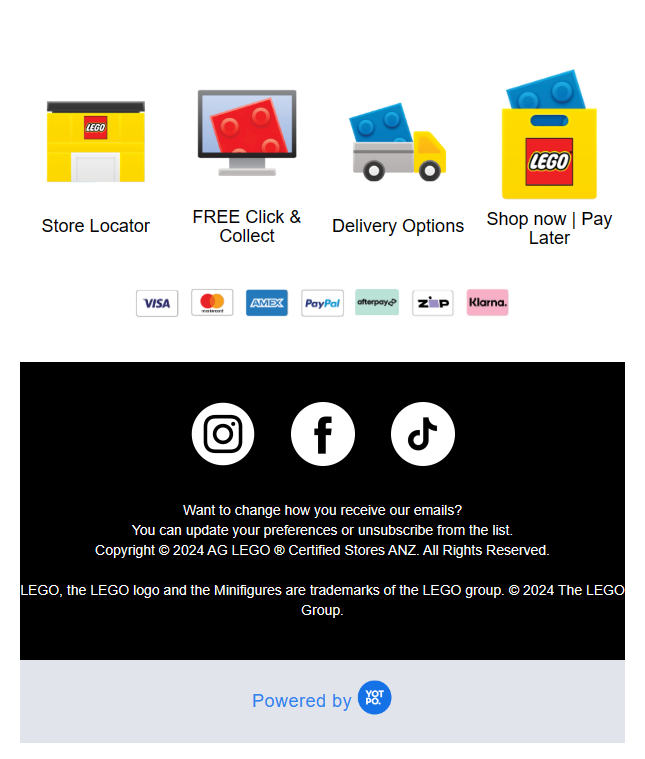 LEGO
LEGO
Store Locator
FREE Click &
Collect
Delivery Options
Shop now | Pay
Later
VISA
mastercard
AMEX
PayPal
afterpay
Zip
Klarna.
Want to change how you receive our emails?
You can update your preferences or unsubscribe from the list.
Copyright © 2024 AG LEGO ® Certified Stores ANZ. All Rights Reserved.
LEGO, the LEGO logo and the Minifigures are trademarks of the LEGO group. © 2024 The LEGO
Group.
Powered by YOT
PO.